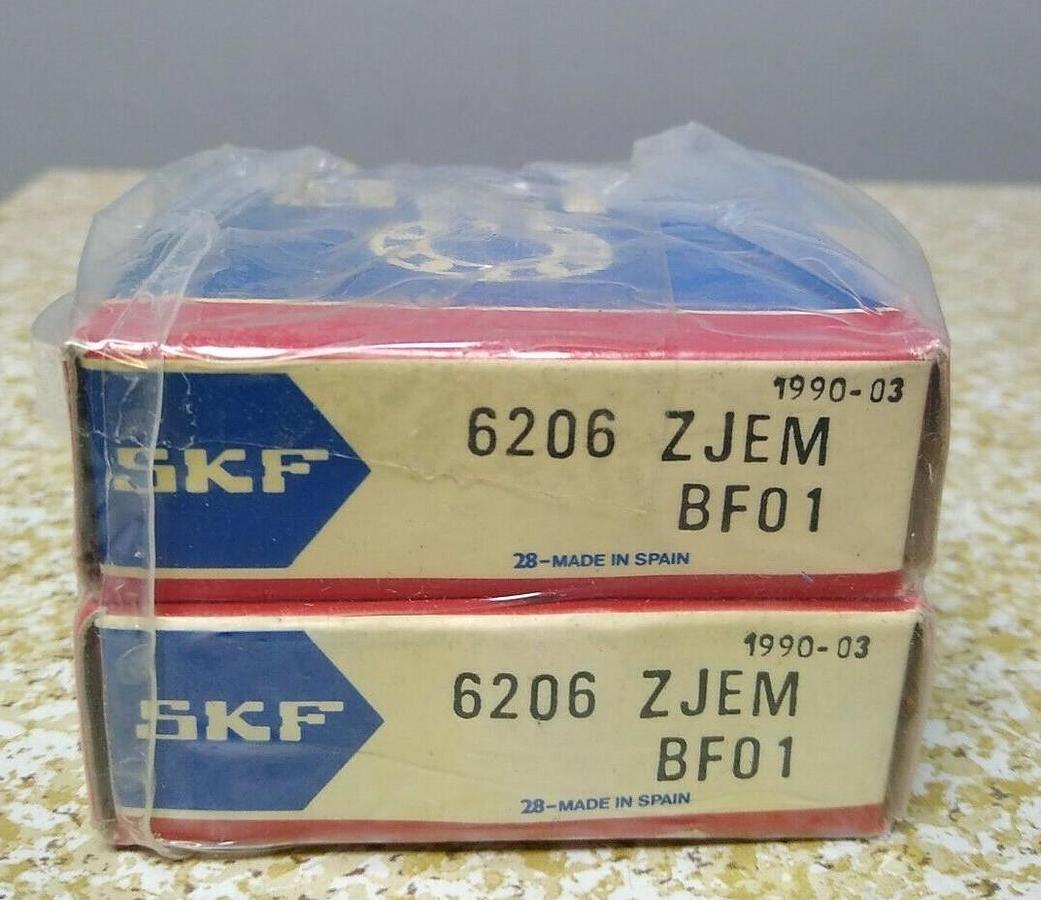 SKF
1990-03
6206 ZJEM
BF01
28-MADE IN SPAIN
SKF
1990-03
6206 ZJEM
BF01
28-MADE IN SPAIN